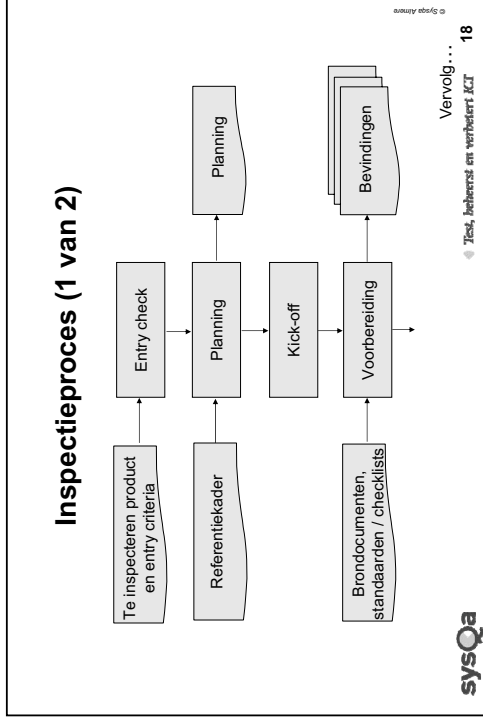 Inspectieproces (1 van 2)
Te inspecteren product
en entry criteria
Entry check
Referentiekader
Planning
Planning
Kick-off
Brondocumenten,
standaarden / checklists
Voorbereiding
Bevindingen
Vervolg…
sysQa
Test, beheerst en verbetert ICT
18
© Sysqa Almere